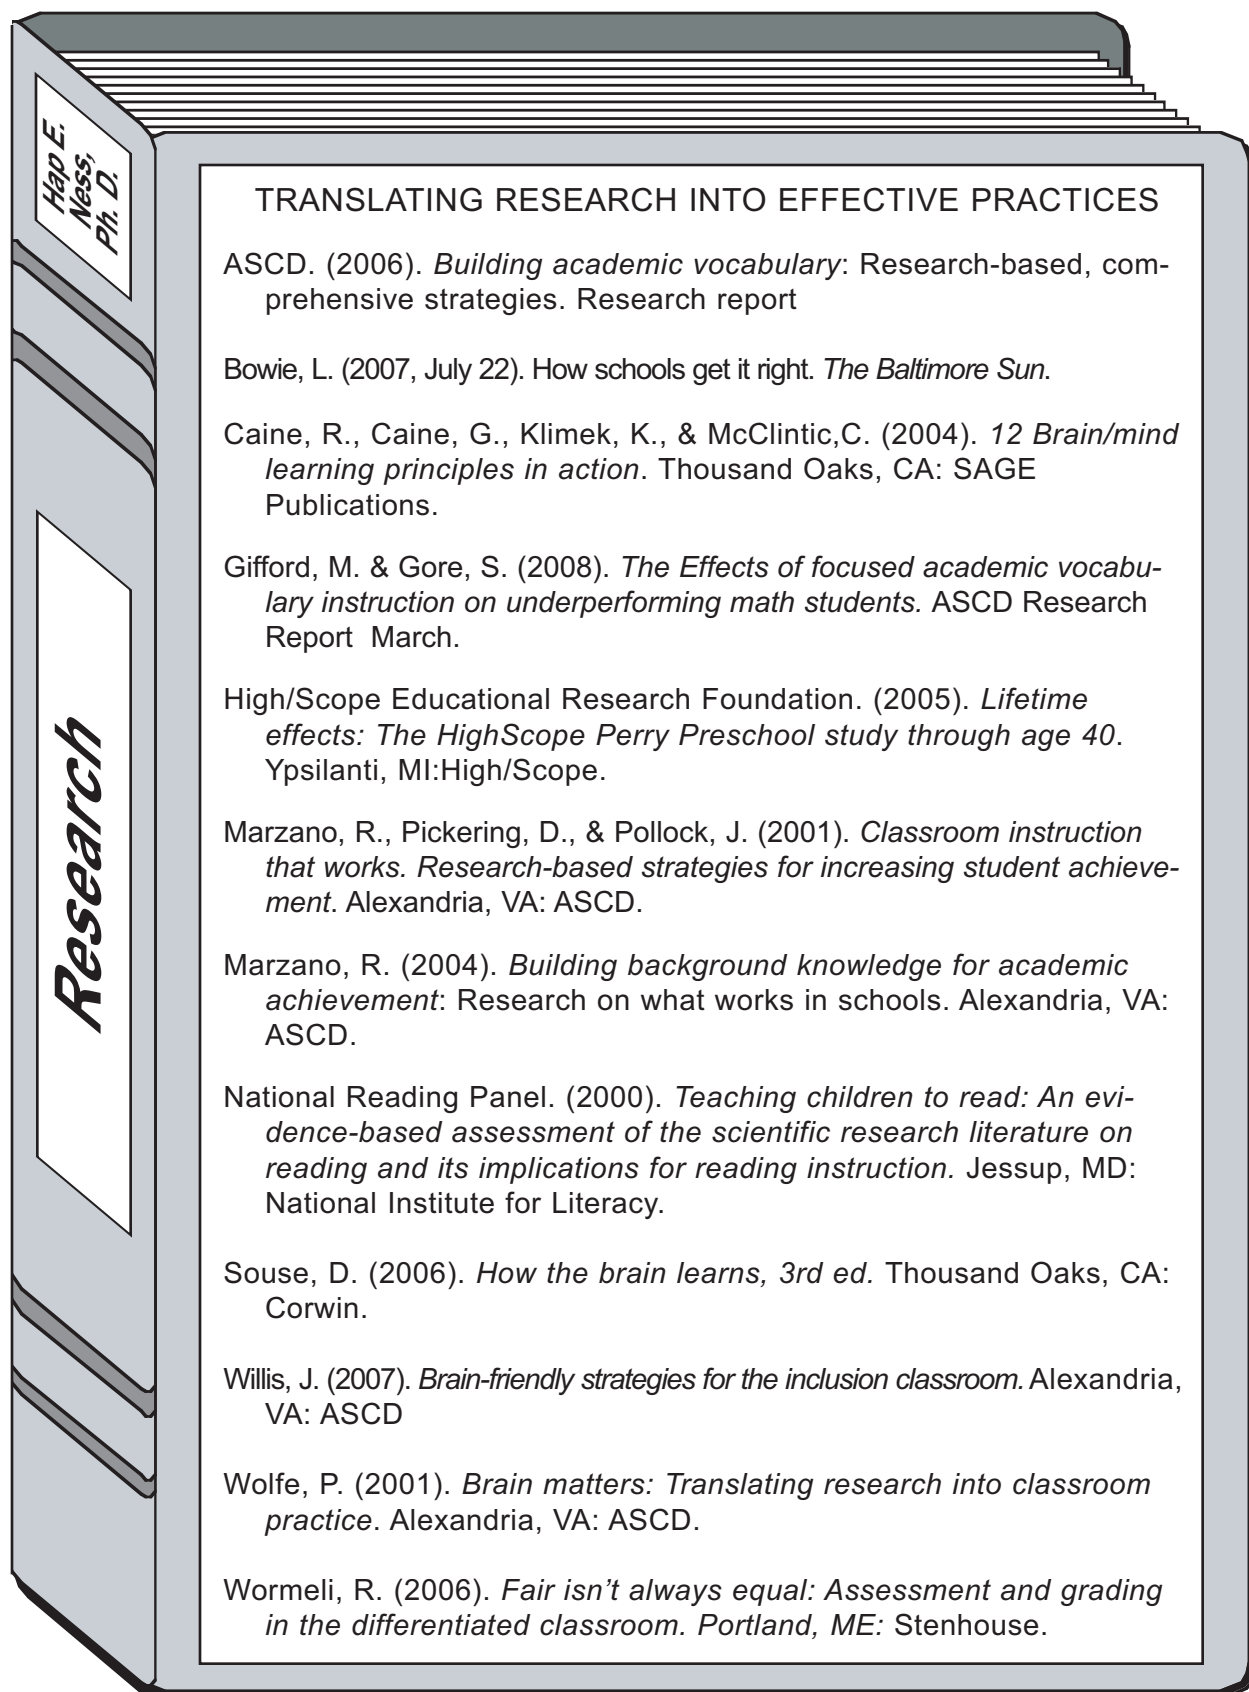 Hap E.
Ness,
Ph. D.
Research
TRANSLATING RESEARCH INTO EFFECTIVE PRACTICES
ASCD. (2006). Building academic vocabulary: Research-based, com-
prehensive strategies. Research report
Bowie, L. (2007, July 22). How schools get it right. The Baltimore Sun.
Caine, R., Caine, G., Klimek, K., & McClintic,C. (2004). 12 Brain/mind
learning principles in action. Thousand Oaks, CA: SAGE
Publications.
Gifford, M. & Gore, S. (2008). The Effects of focused academic vocabu-
lary instruction on underperforming math students. ASCD Research
Report  March.
High/Scope Educational Research Foundation. (2005). Lifetime
effects: The HighScope Perry Preschool study through age 40.
Ypsilanti, MI:High/Scope.
Marzano, R., Pickering, D., & Pollock, J. (2001). Classroom instruction
that works. Research-based strategies for increasing student achieve-
ment. Alexandria, VA: ASCD.
Marzano, R. (2004). Building background knowledge for academic
achievement: Research on what works in schools. Alexandria, VA:
ASCD.
National Reading Panel. (2000). Teaching children to read: An evi-
dence-based assessment of the scientific research literature on
reading and its implications for reading instruction. Jessup, MD:
National Institute for Literacy.
Souse, D. (2006). How the brain learns, 3rd ed. Thousand Oaks, CA:
Corwin.
Willis, J. (2007). Brain-friendly strategies for the inclusion classroom. Alexandria,
VA: ASCD
Wolfe, P. (2001). Brain matters: Translating research into classroom
practice. Alexandria, VA: ASCD.
Wormeli, R. (2006). Fair isn’t always equal: Assessment and grading
in the differentiated classroom. Portland, ME: Stenhouse.